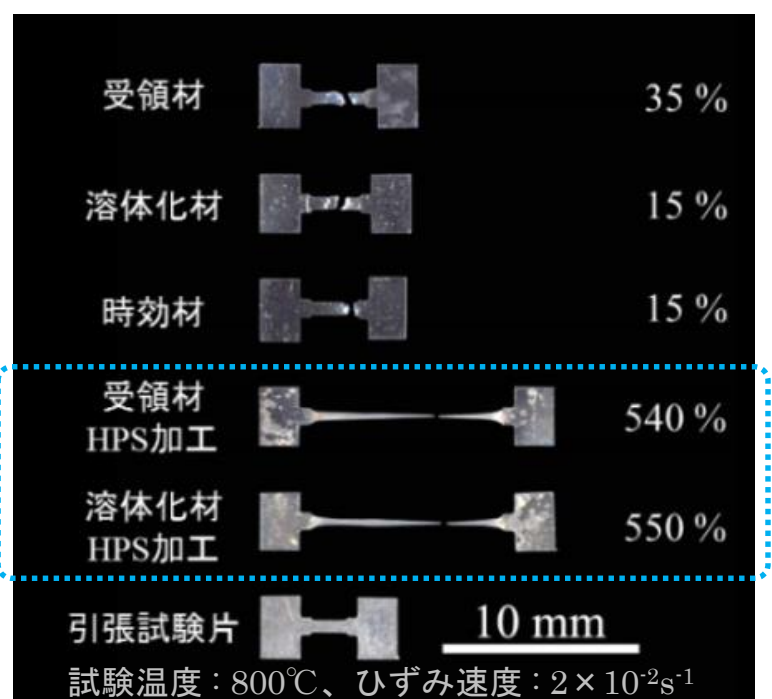 受領材 35 %
溶体化材 15 %
時効材 15 %
受領材
HPS加工 540 %
溶体化材
HPS加工 550 %
引張試験片 10 mm
試験温度：800℃、ひずみ速度：2×10⁻²s⁻¹